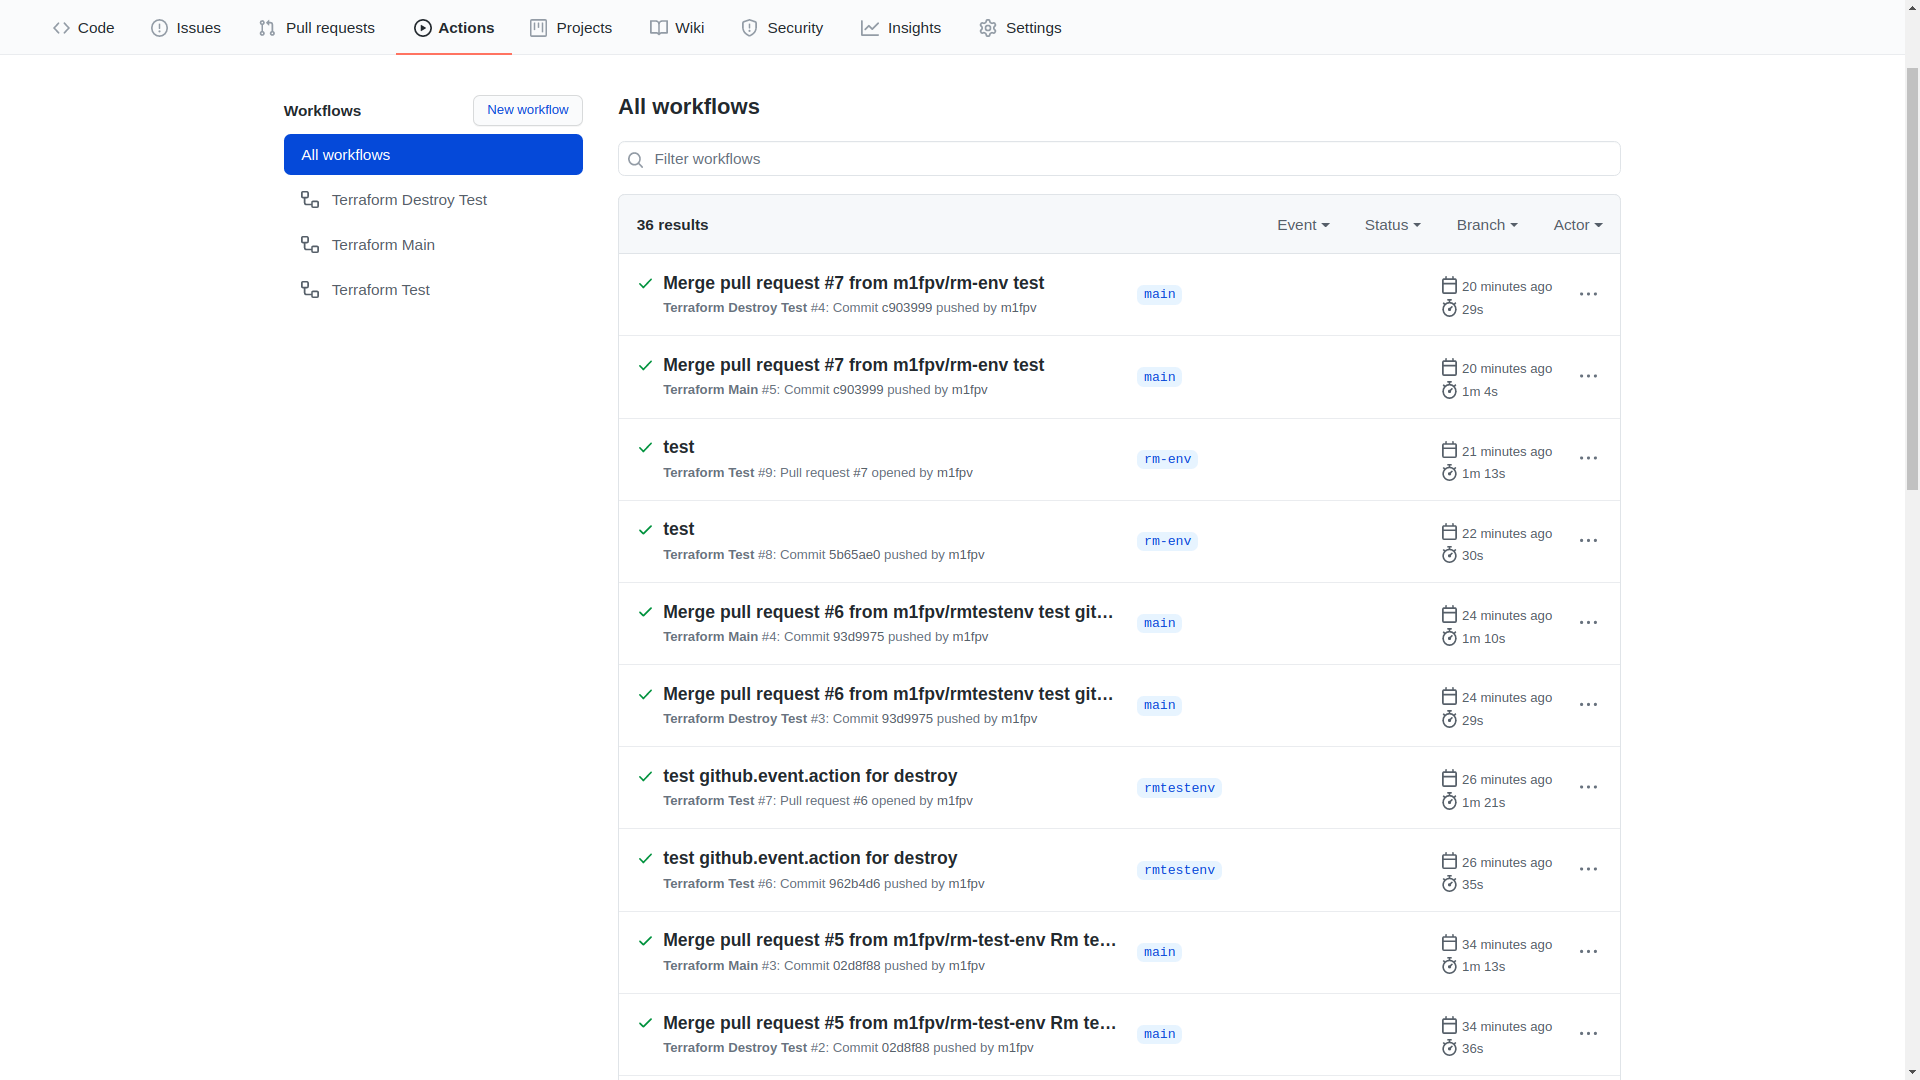 Code Issues Pull requests Actions Projects Wiki Security Insights Settings
Workflows New workflow
All workflows
Terraform Destroy Test
Terraform Main
Terraform Test
All workflows
Filter workflows
36 results Event Status Branch Actor
Merge pull request #7 from m1fpv/rm-env test
Terraform Destroy Test #4: Commit c903999 pushed by m1fpv
main
20 minutes ago
29s
Merge pull request #7 from m1fpv/rm-env test
Terraform Main #5: Commit c903999 pushed by m1fpv
main
20 minutes ago
1m 4s
test
Terraform Test #9: Pull request #7 opened by m1fpv
rm-env
21 minutes ago
1m 13s
test
Terraform Test #8: Commit 5b65ae0 pushed by m1fpv
rm-env
22 minutes ago
30s
Merge pull request #6 from m1fpv/rmtestenv test git…
Terraform Main #4: Commit 93d9975 pushed by m1fpv
main
24 minutes ago
1m 10s
Merge pull request #6 from m1fpv/rmtestenv test git…
Terraform Destroy Test #3: Commit 93d9975 pushed by m1fpv
main
24 minutes ago
29s
test github.event.action for destroy
Terraform Test #7: Pull request #6 opened by m1fpv
rmtestenv
26 minutes ago
1m 21s
test github.event.action for destroy
Terraform Test #6: Commit 962b4d6 pushed by m1fpv
rmtestenv
26 minutes ago
35s
Merge pull request #5 from m1fpv/rm-test-env Rm te…
Terraform Main #3: Commit 02d8f88 pushed by m1fpv
main
34 minutes ago
1m 13s
Merge pull request #5 from m1fpv/rm-test-env Rm te…
Terraform Destroy Test #2: Commit 02d8f88 pushed by m1fpv
main
34 minutes ago
36s